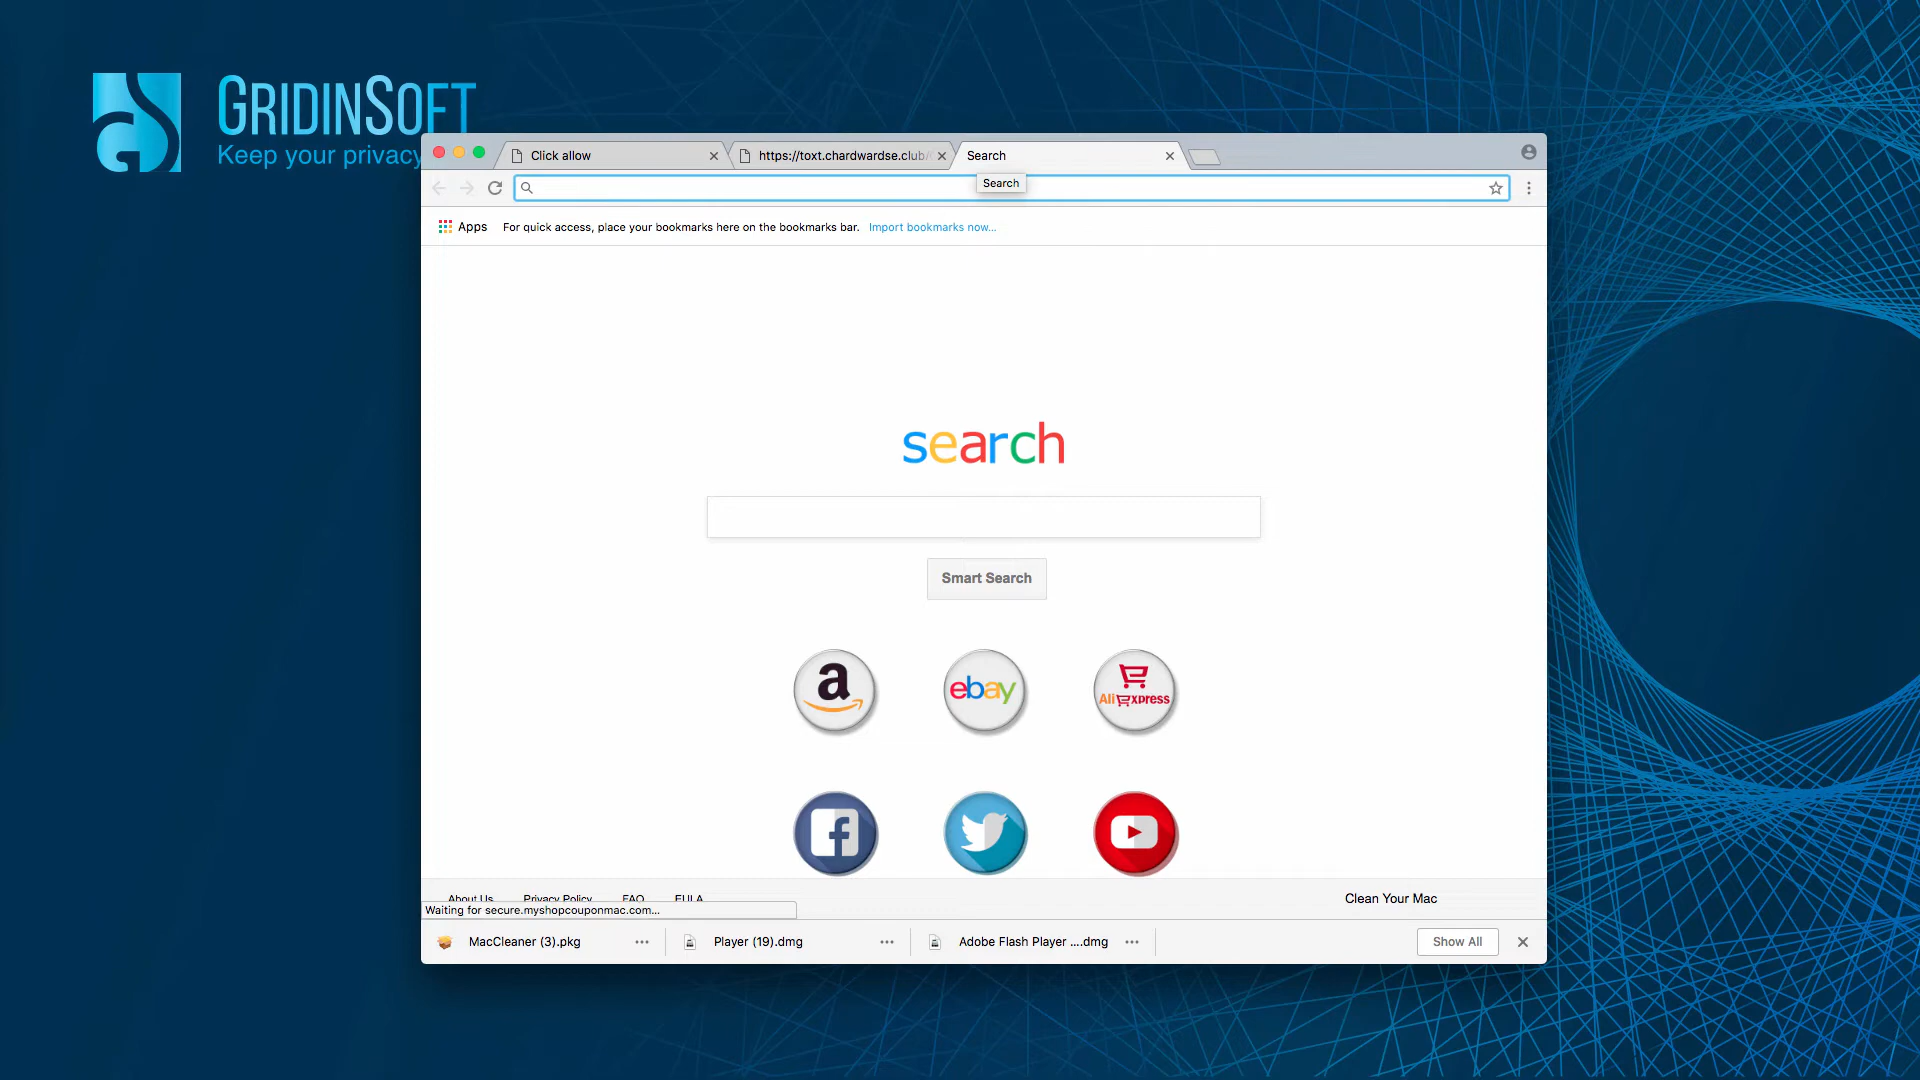 GRIDINSOFT
Keep your privacy
Click allow
https://toxt.chardwardse.club/
Search
Search
Apps
For quick access, place your bookmarks here on the bookmarks bar.
Import bookmarks now...
search
Smart Search
a
ebay
AliExpress
f
About Us
Privacy Policy
FAQ
EULA
Clean Your Mac
Waiting for secure.myshopcouponmac.com...
MacCleaner (3).pkg
Player (19).dmg
Adobe Flash Player ....dmg
Show All